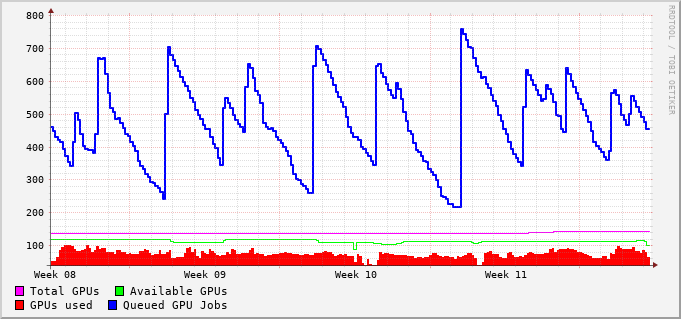 800
700
600
500
400
300
200
100
Week 08 Week 09 Week 10 Week 11
Total GPUs Available GPUs
GPUs used Queued GPU Jobs
RRDTOOL / TOBI OETIKER